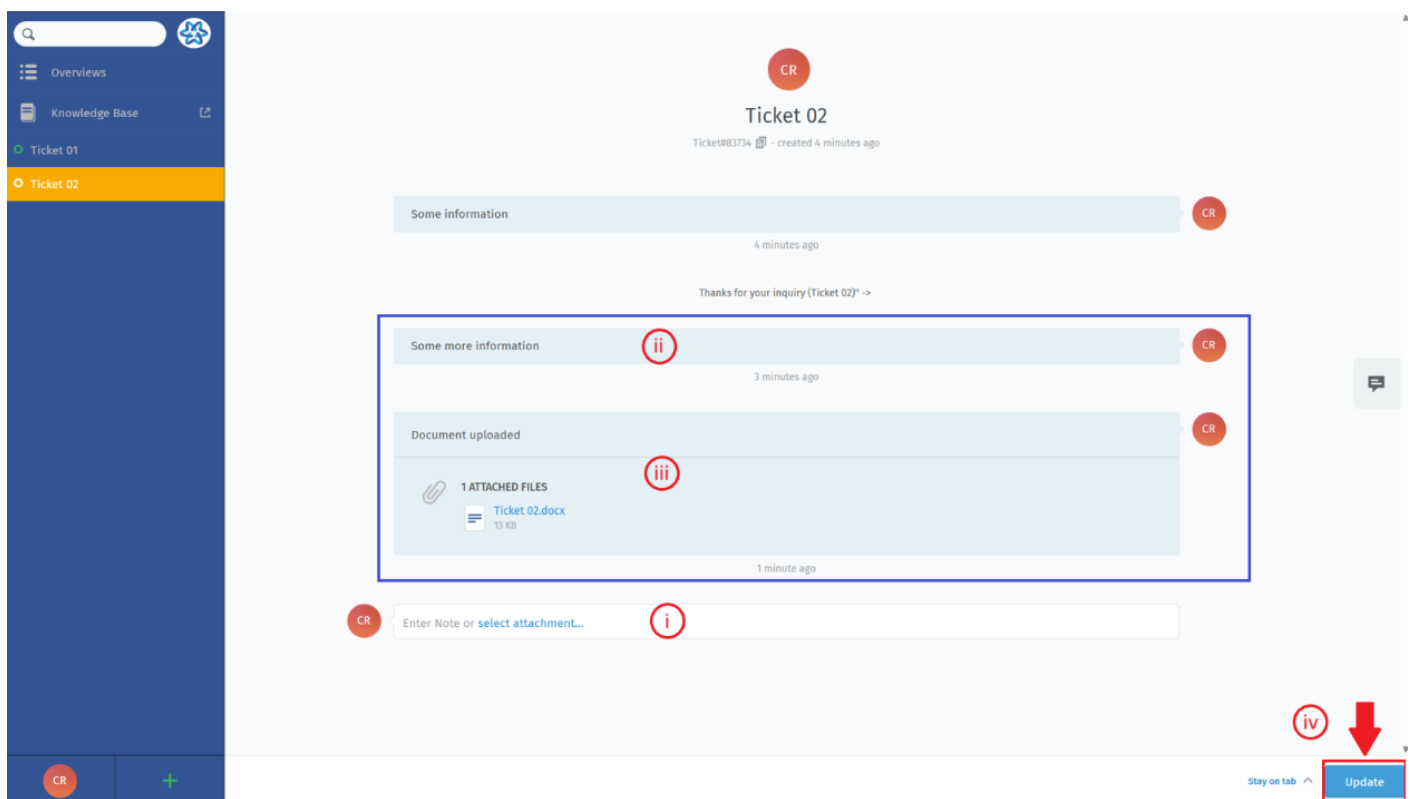 Overviews
Knowledge Base
Ticket 01
Ticket 02
CR
Ticket 02
Ticket#83734 - created 4 minutes ago
Some information
CR
4 minutes ago
Thanks for your inquiry (Ticket 02)" ->
Some more information
ii
CR
3 minutes ago
Document uploaded
CR
iii
1 ATTACHED FILES
Ticket 02.docx
13 KB
1 minute ago
CR
Enter Note or select attachment...
i
iv
CR
+
Stay on tab
Update